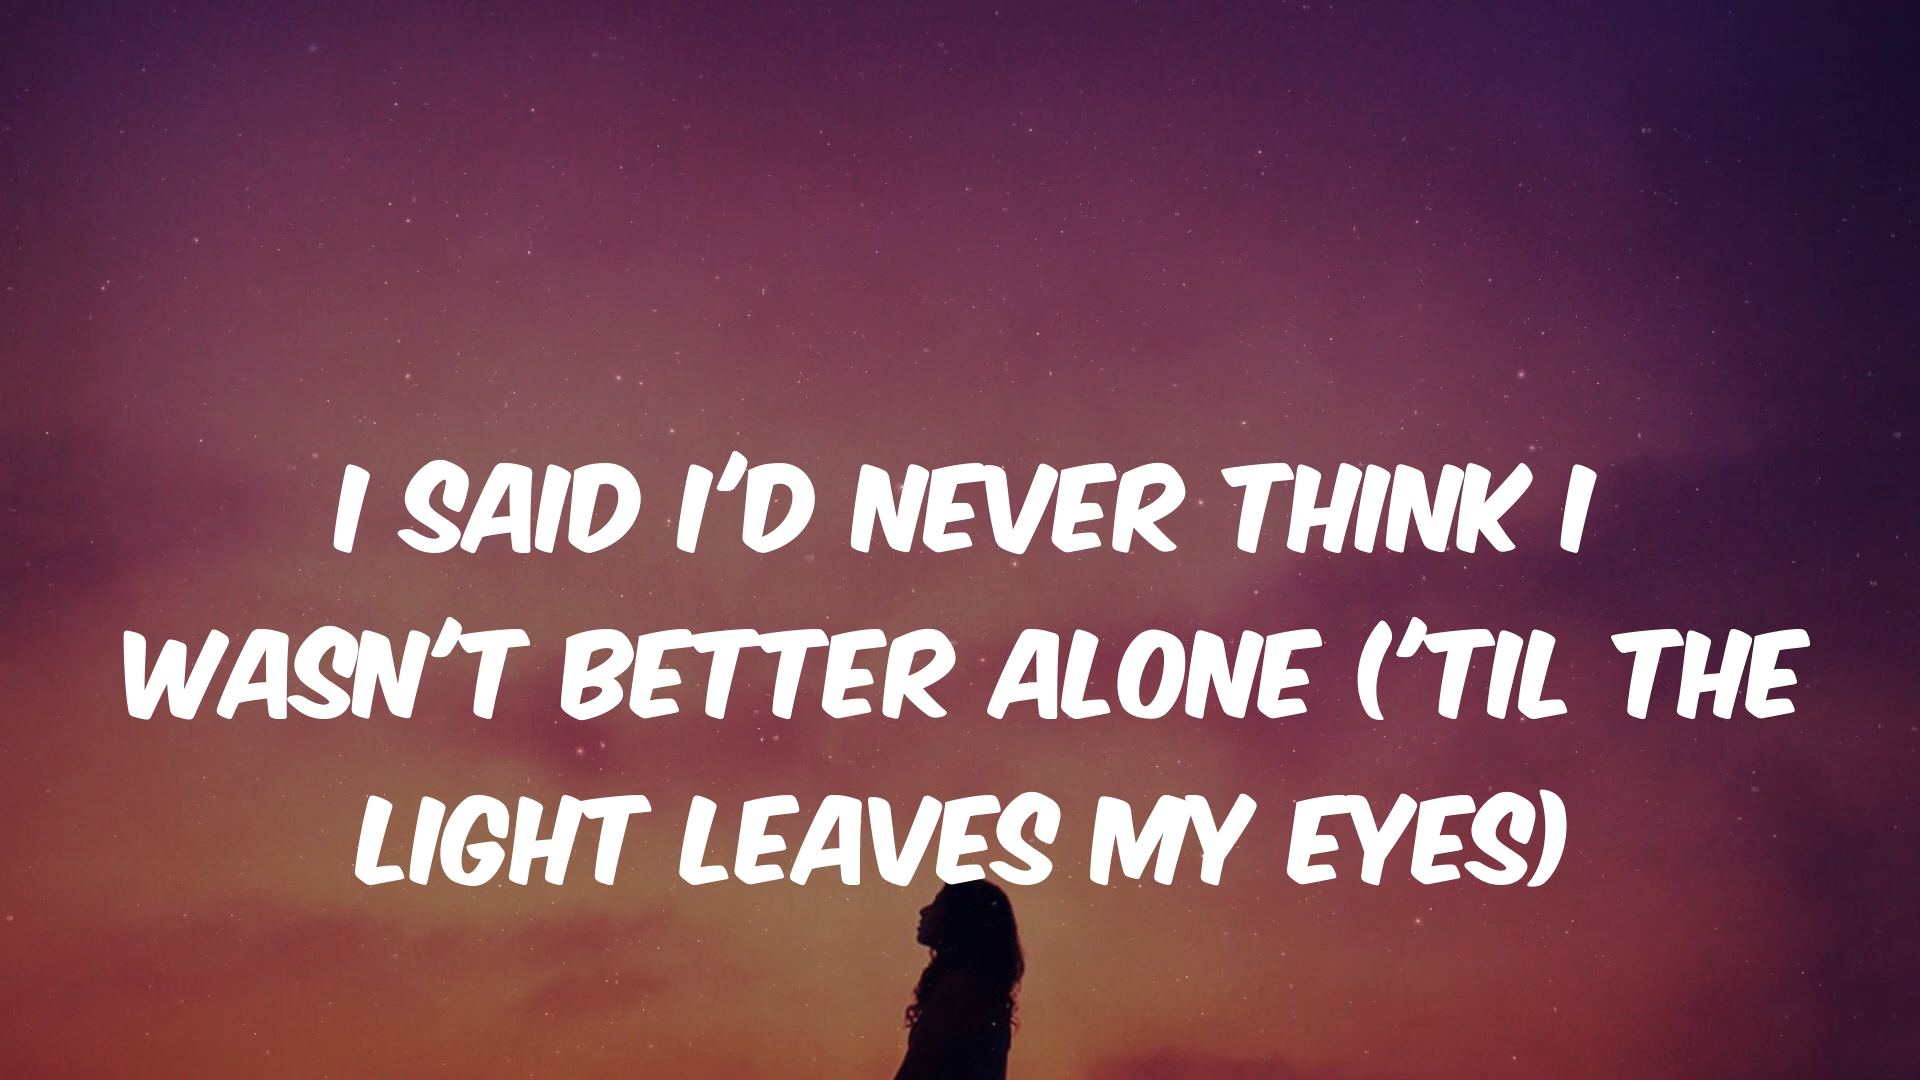 I SAID I'D NEVER THINK I
WASN'T BETTER ALONE ('TIL THE
LIGHT LEAVES MY EYES)